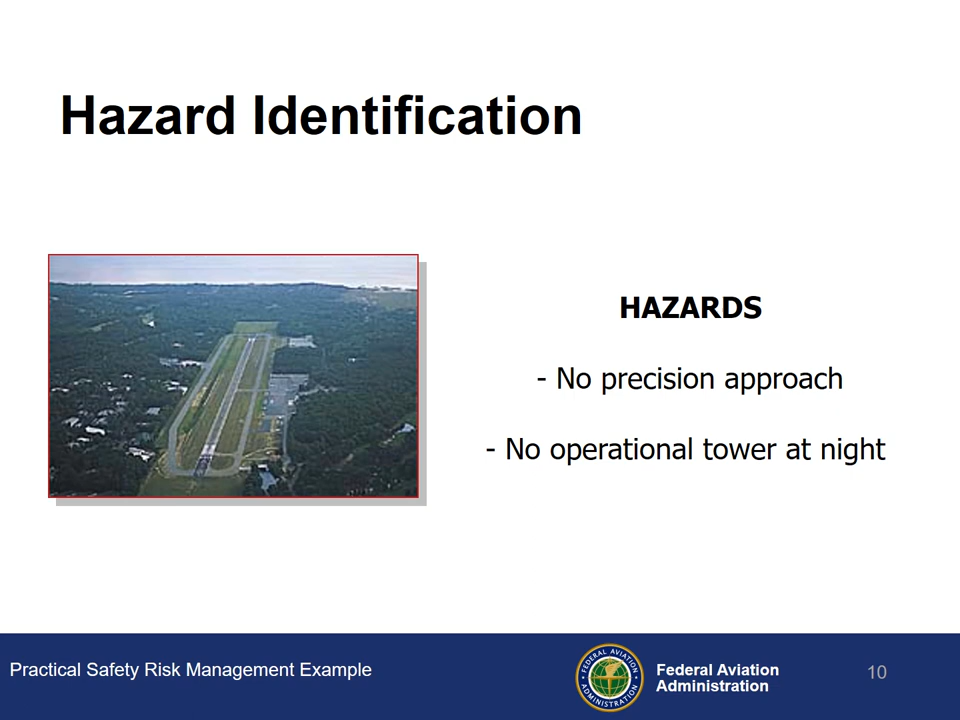 Hazard Identification
HAZARDS
- No precision approach
- No operational tower at night
Practical Safety Risk Management Example
FEDERAL AVIATION
ADMINISTRATION
Federal Aviation
Administration
10